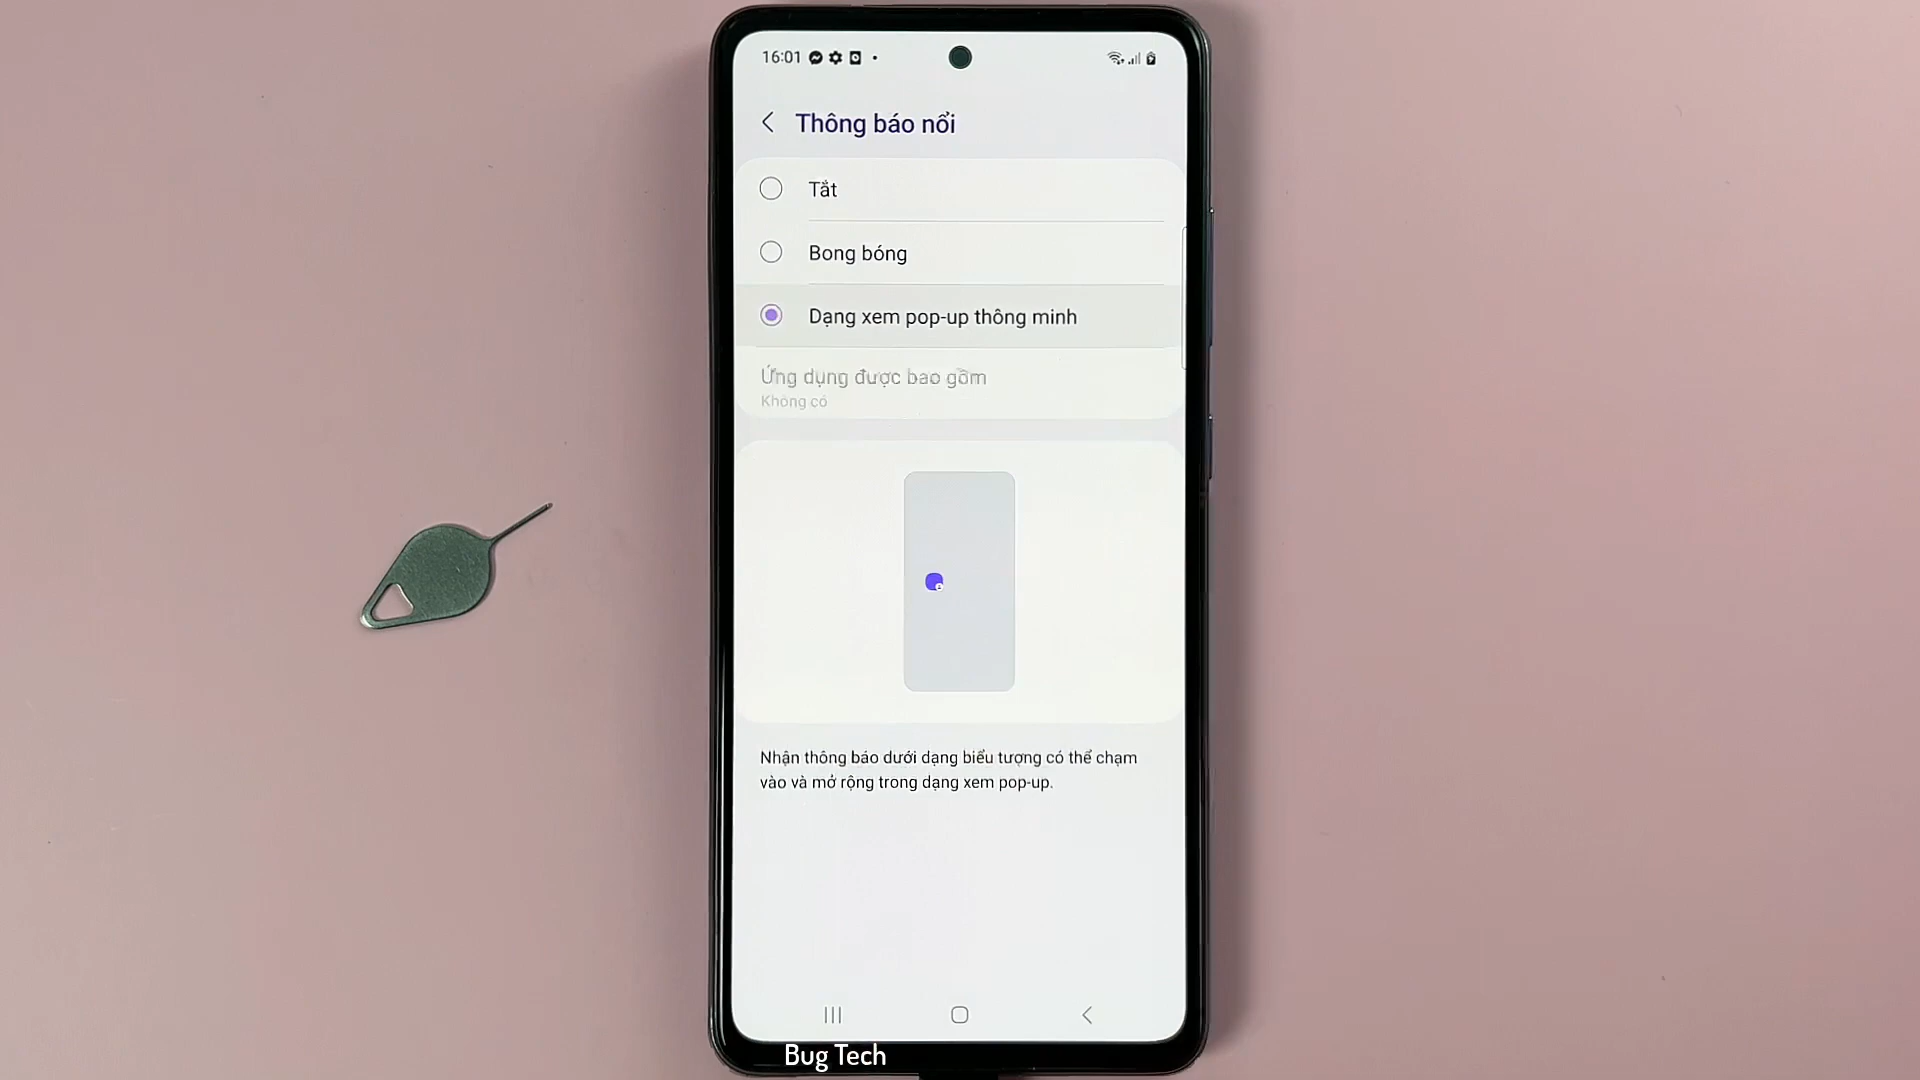 16:01
Thông báo nổi
Tắt
Bong bóng
Dạng xem pop-up thông minh
Ứng dụng được bao gồm
Không có
Nhận thông báo dưới dạng biểu tượng có thể chạm
vào và mở rộng trong dạng xem pop-up.
Bug Tech